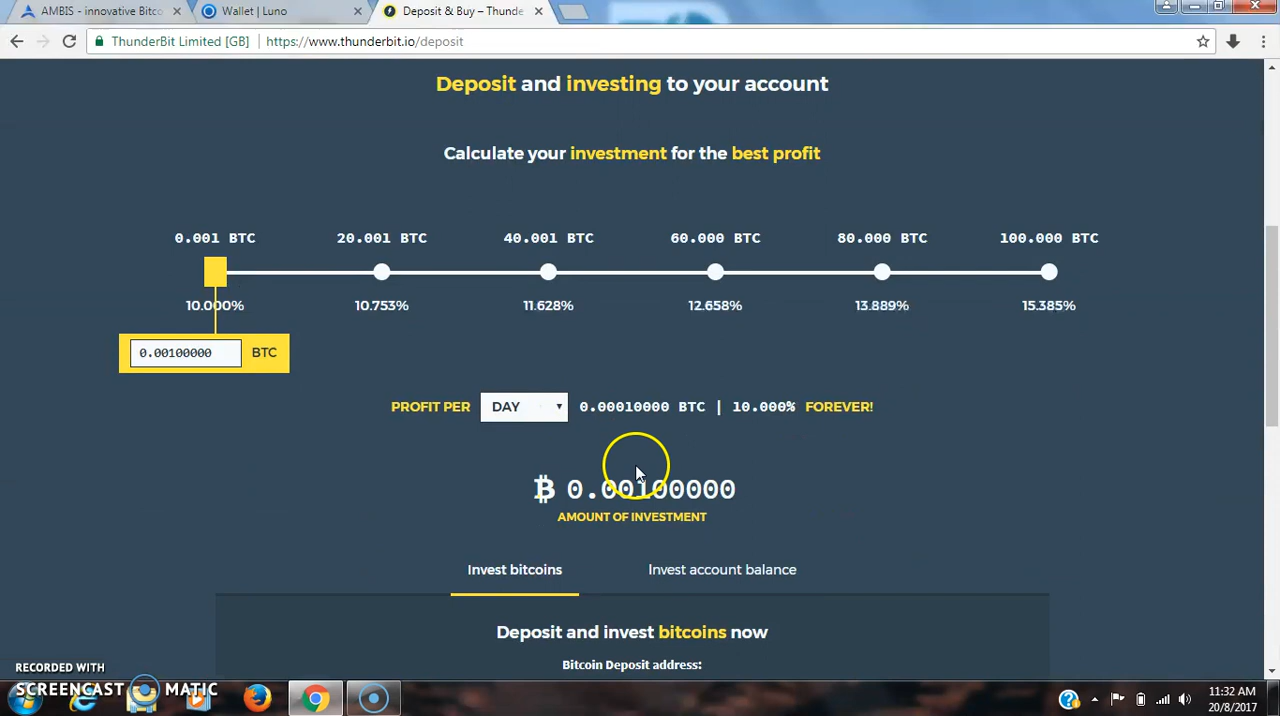 AMBIS - innovative Bitco
Wallet | Luno
Deposit & Buy – Thunde
ThunderBit Limited [GB] https://www.thunderbit.io/deposit
Deposit and investing to your account
Calculate your investment for the best profit
0.001 BTC 20.001 BTC 40.001 BTC 60.000 BTC 80.000 BTC 100.000 BTC
10.000% 10.753% 11.628% 12.658% 13.889% 15.385%
0.00100000 BTC
PROFIT PER DAY 0.00010000 BTC | 10.000% FOREVER!
₿ 0.00100000
AMOUNT OF INVESTMENT
Invest bitcoins Invest account balance
Deposit and invest bitcoins now
Bitcoin Deposit address:
RECORDED WITH
SCREENCAST MATIC
11:32 AM
20/8/2017